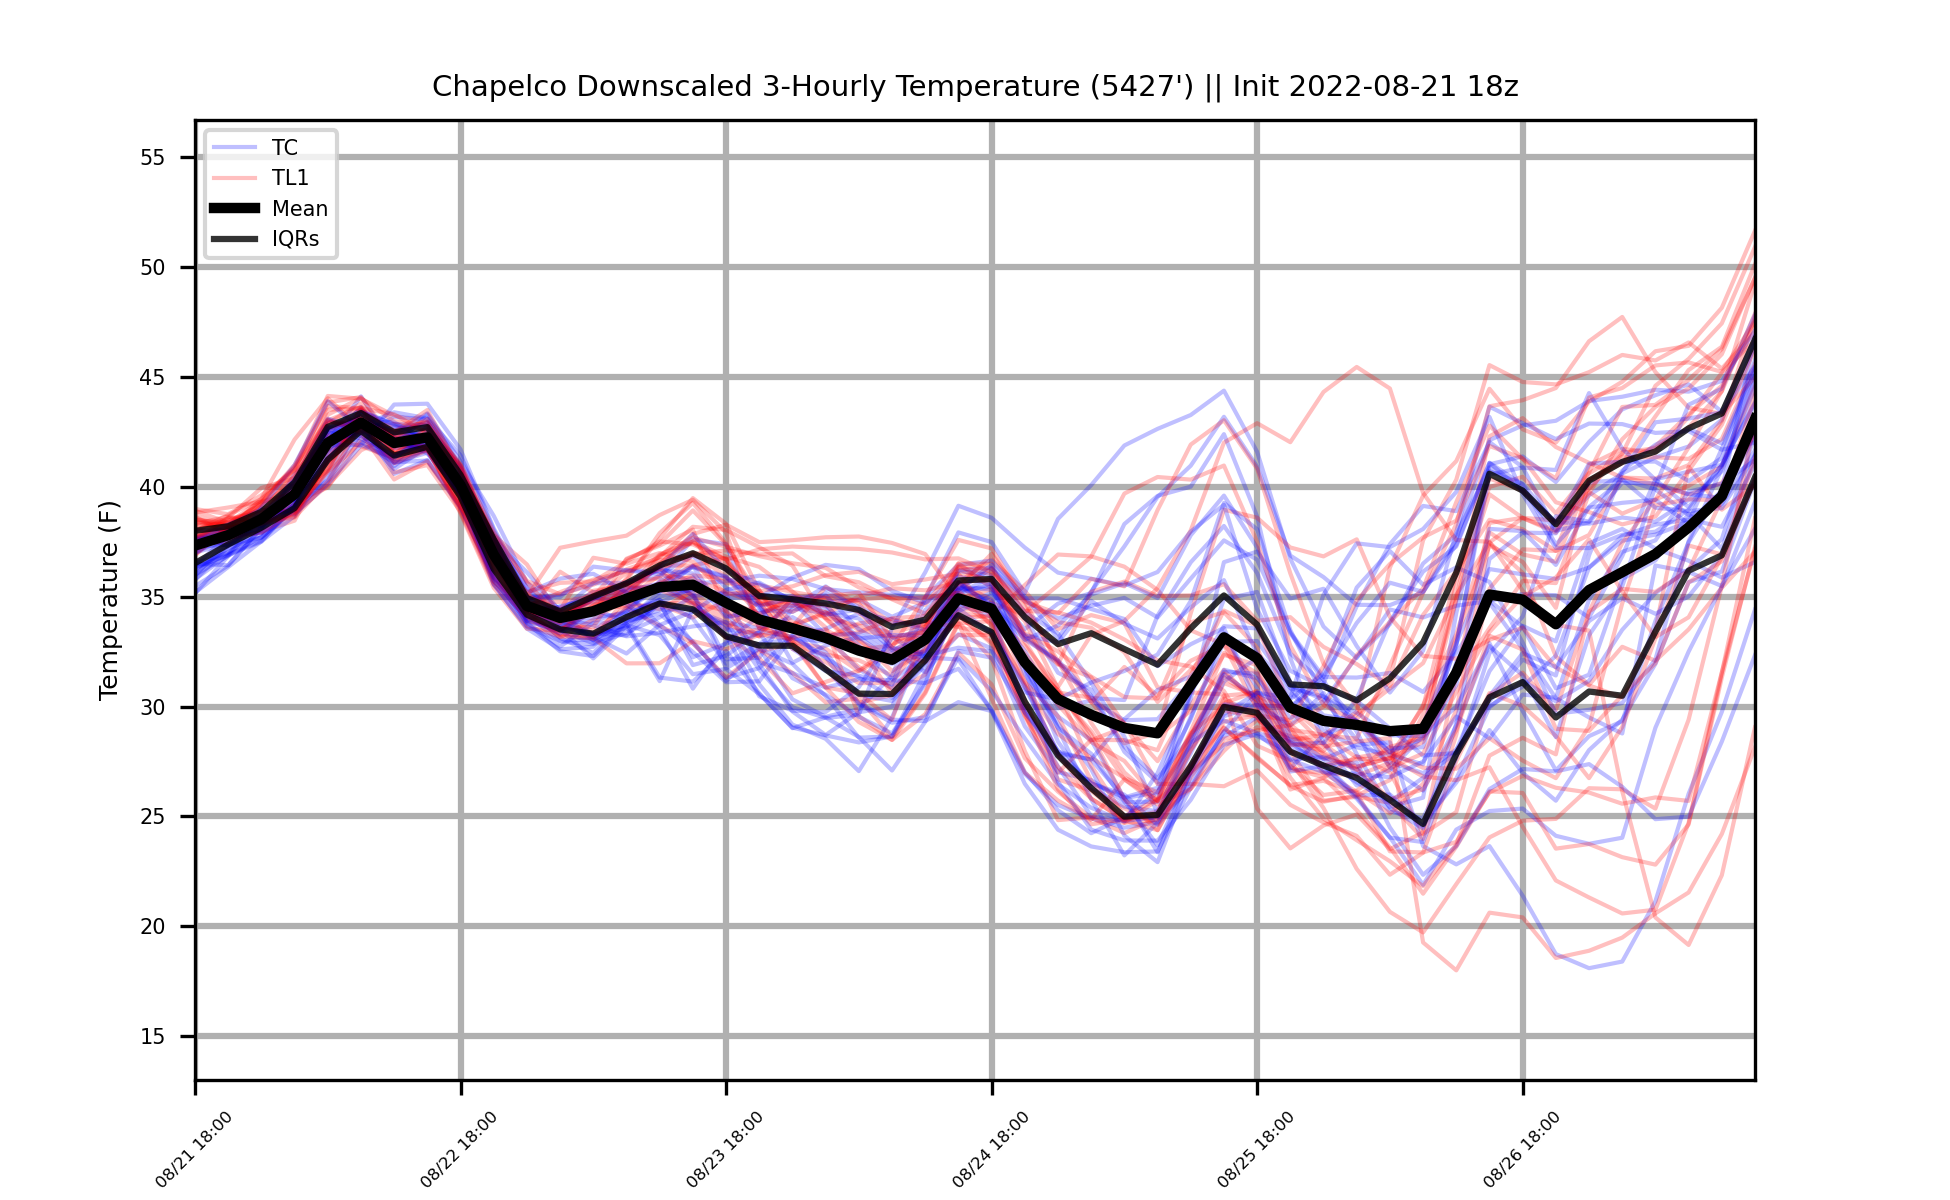 Chapelco Downscaled 3-Hourly Temperature (5427') || Init 2022-08-21 18z
TC
TL1
Mean
IQRs
Temperature (F)
55
50
45
40
35
30
25
20
15
08/21 18:00
08/22 18:00
08/23 18:00
08/24 18:00
08/25 18:00
08/26 18:00